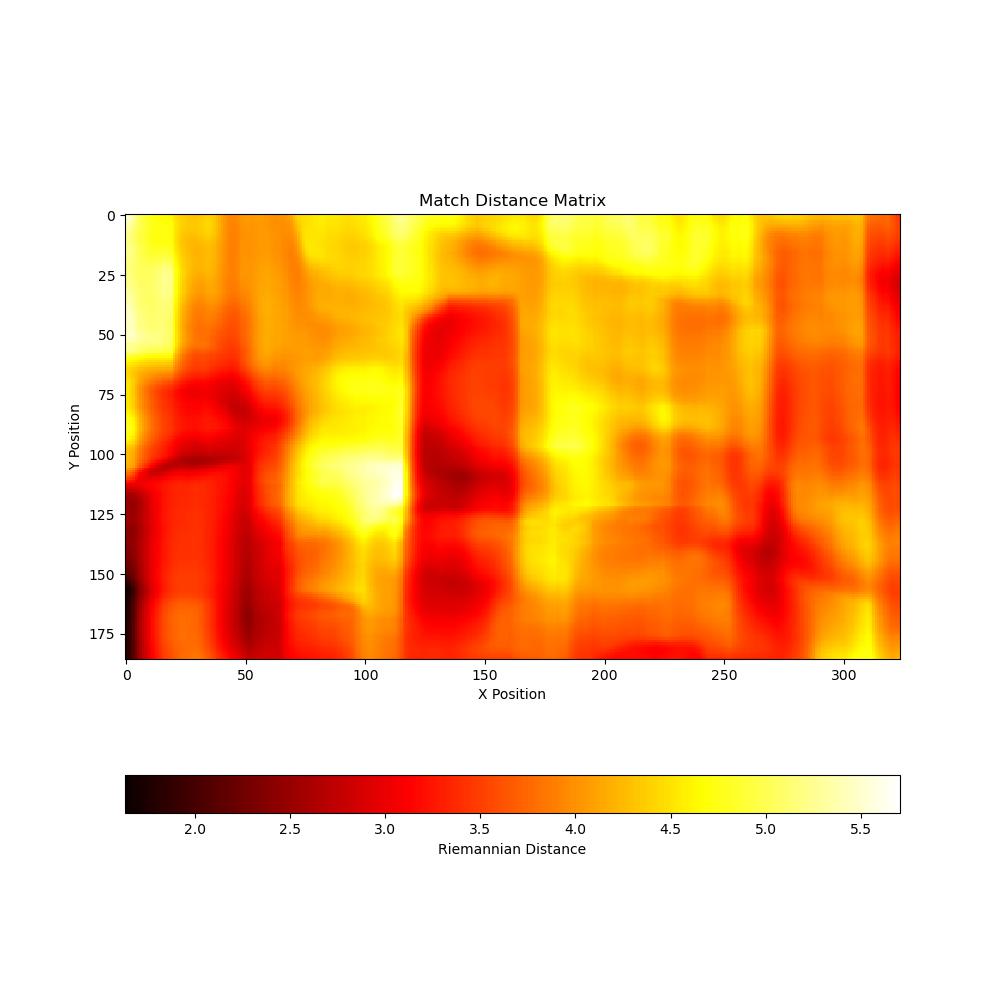 Match Distance Matrix
0
25
50
75
100
125
150
175
Y Position
0 50 100 150 200 250 300
X Position
2.0 2.5 3.0 3.5 4.0 4.5 5.0 5.5
Riemannian Distance